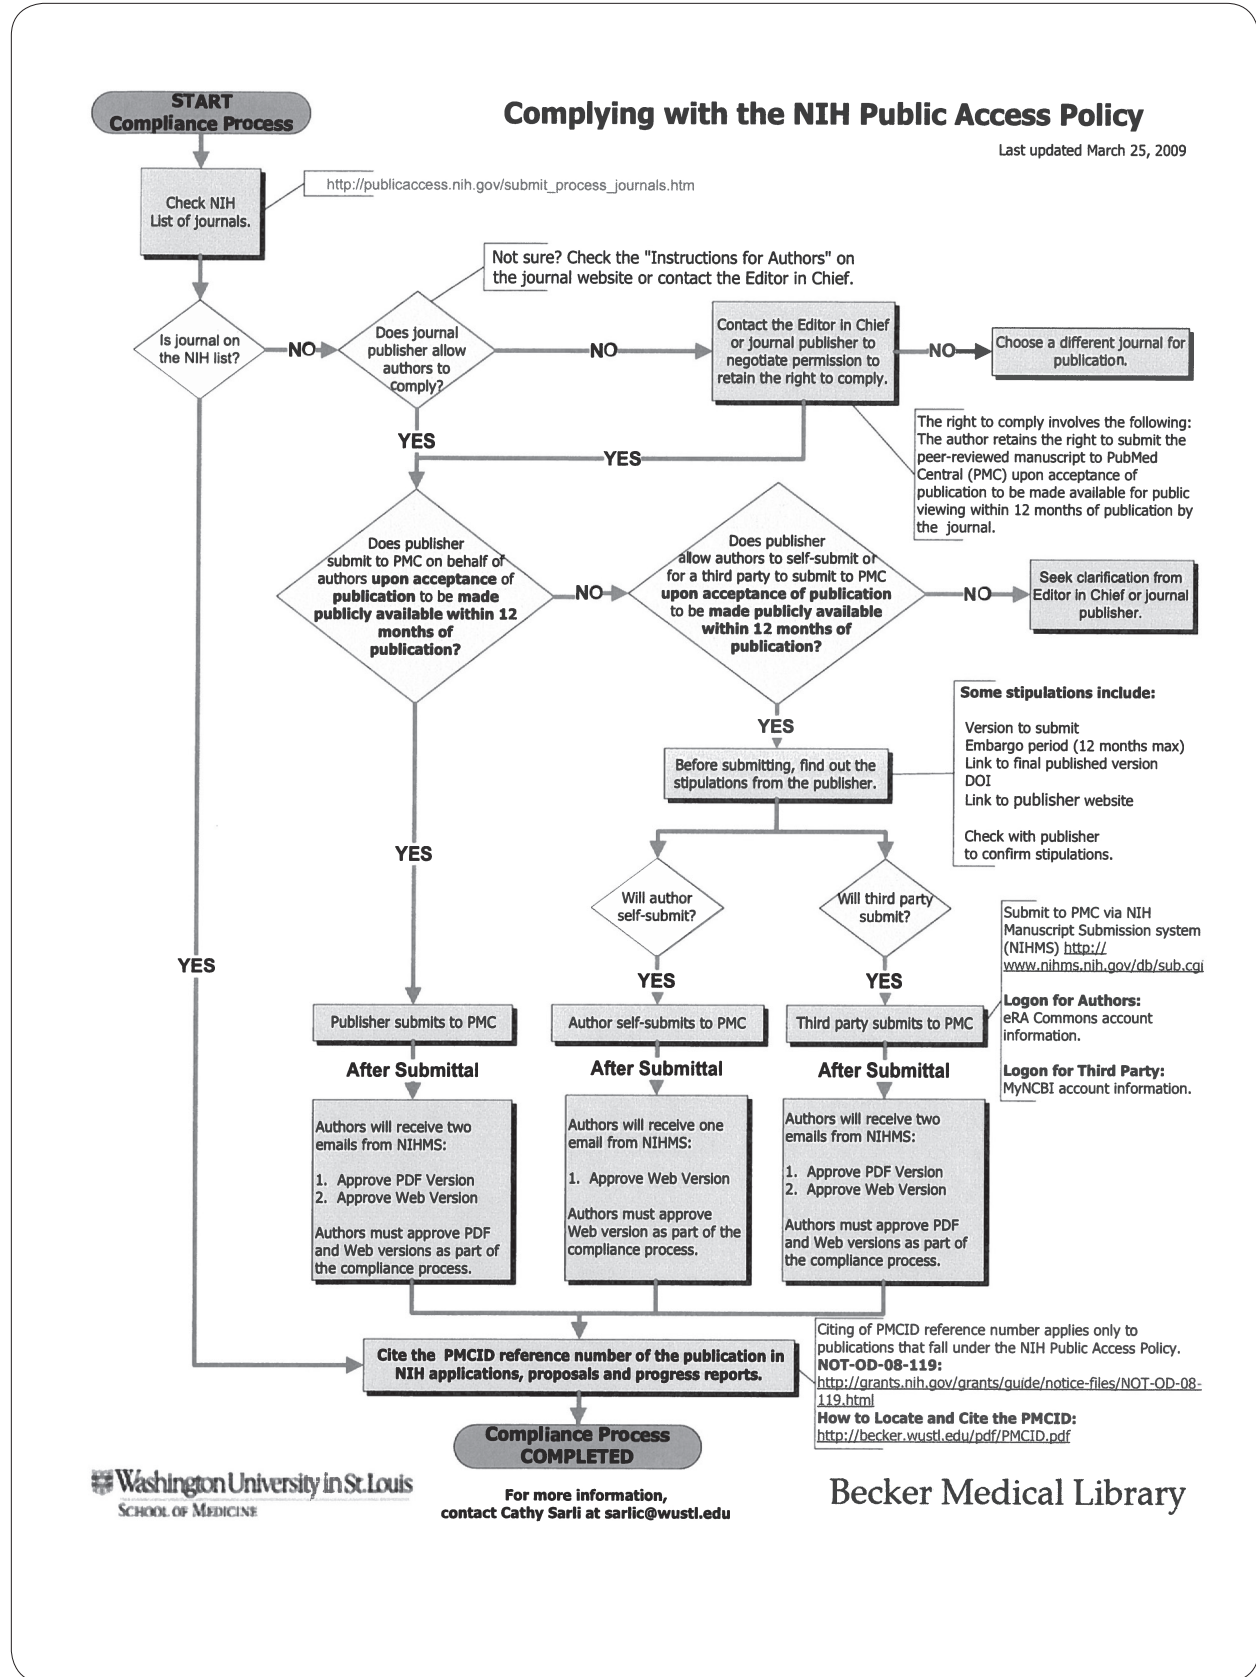 START
Compliance Process
Complying with the NIH Public Access Policy
Last updated March 25, 2009
Check NIH
List of journals.
http://publicaccess.nih.gov/submit_process_journals.htm
Not sure? Check the "Instructions for Authors" on
the journal website or contact the Editor in Chief.
Is journal on
the NIH list?
NO
Does journal
publisher allow
authors to
comply?
NO
Contact the Editor in Chief
or journal publisher to
negotiate permission to
retain the right to comply.
NO
Choose a different journal for
publication.
YES
YES
The right to comply involves the following:
The author retains the right to submit the
peer-reviewed manuscript to PubMed
Central (PMC) upon acceptance of
publication to be made available for public
viewing within 12 months of publication by
the journal.
Does publisher
submit to PMC on behalf of
authors upon acceptance of
publication to be made
publicly available within 12
months of
publication?
NO
Does publisher
allow authors to self-submit or
for a third party to submit to PMC
upon acceptance of publication
to be made publicly available
within 12 months of
publication?
NO
Seek clarification from
Editor in Chief or journal
publisher.
YES
Before submitting, find out the
stipulations from the publisher.
Some stipulations include:
Version to submit
Embargo period (12 months max)
Link to final published version
DOI
Link to publisher website
Check with publisher
to confirm stipulations.
YES
Will author
self-submit?
Will third party
submit?
YES
YES
YES
Submit to PMC via NIH
Manuscript Submission system
(NIHMS) http://
www.nihms.nih.gov/db/sub.cgi
Logon for Authors:
eRA Commons account
information.
Logon for Third Party:
MyNCBI account information.
Publisher submits to PMC
Author self-submits to PMC
Third party submits to PMC
After Submittal
After Submittal
After Submittal
Authors will receive two
emails from NIHMS:
1. Approve PDF Version
2. Approve Web Version
Authors must approve PDF
and Web versions as part of
the compliance process.
Authors will receive one
email from NIHMS:
1. Approve Web Version
Authors must approve
Web version as part of the
compliance process.
Authors will receive two
emails from NIHMS:
1. Approve PDF Version
2. Approve Web Version
Authors must approve PDF
and Web versions as part of
the compliance process.
Cite the PMCID reference number of the publication in
NIH applications, proposals and progress reports.
Citing of PMCID reference number applies only to
publications that fall under the NIH Public Access Policy.
NOT-OD-08-119:
http://grants.nih.gov/grants/guide/notice-files/NOT-OD-08-
119.html
How to Locate and Cite the PMCID:
http://becker.wustl.edu/pdf/PMCID.pdf
Compliance Process
COMPLETED
Washington University in St. Louis
SCHOOL OF MEDICINE
For more information,
contact Cathy Sarli at sarlic@wustl.edu
Becker Medical Library